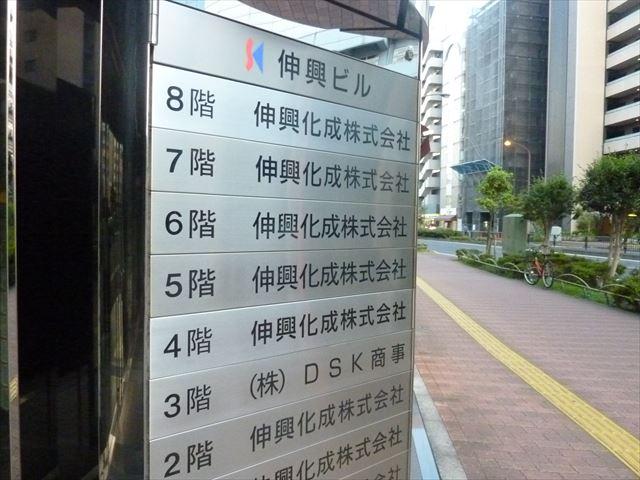 伸興ビル
8階 伸興化成株式会社
7階 伸興化成株式会社
6階 伸興化成株式会社
5階 伸興化成株式会社
4階 伸興化成株式会社
3階 (株) DSK商事
2階 伸興化成株式会社
伸興化成株式会社